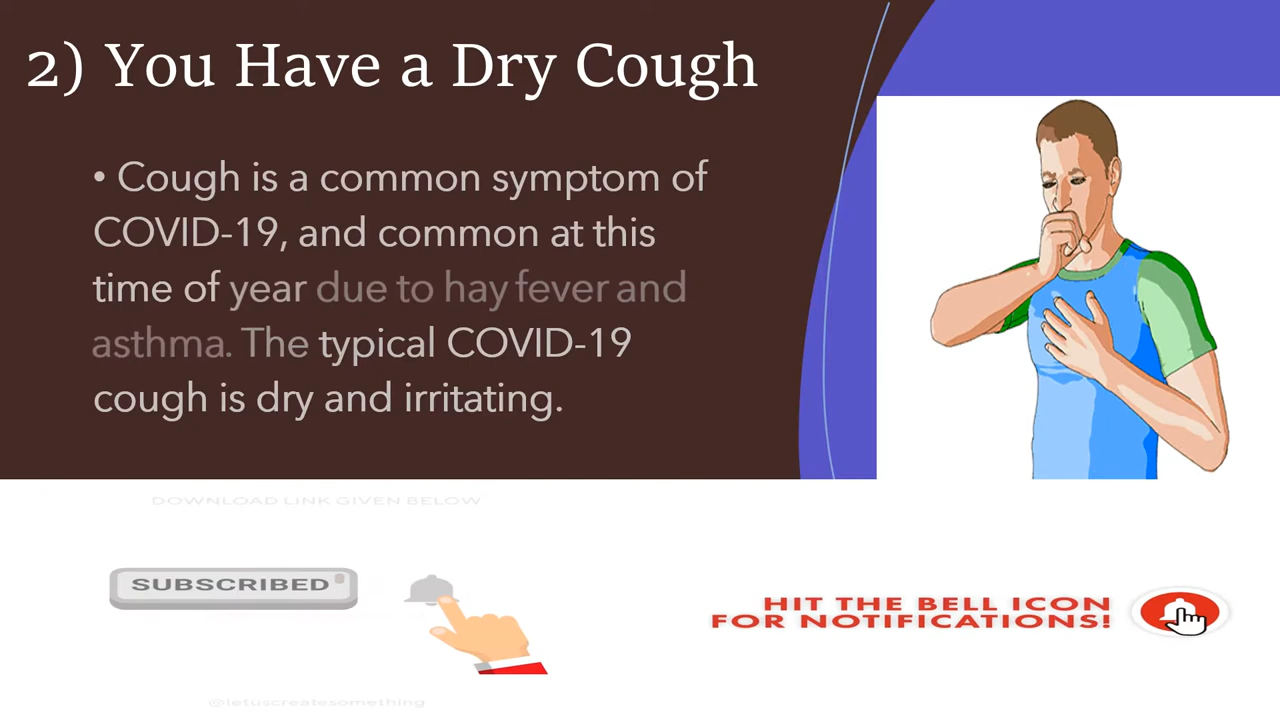 2) You Have a Dry Cough
• Cough is a common symptom of
COVID-19, and common at this
time of year due to hay fever and
asthma. The typical COVID-19
cough is dry and irritating.
DOWNLOAD LINK GIVEN BELOW
SUBSCRIBED
HIT THE BELL ICON
FOR NOTIFICATIONS!
@letuscreatesomething